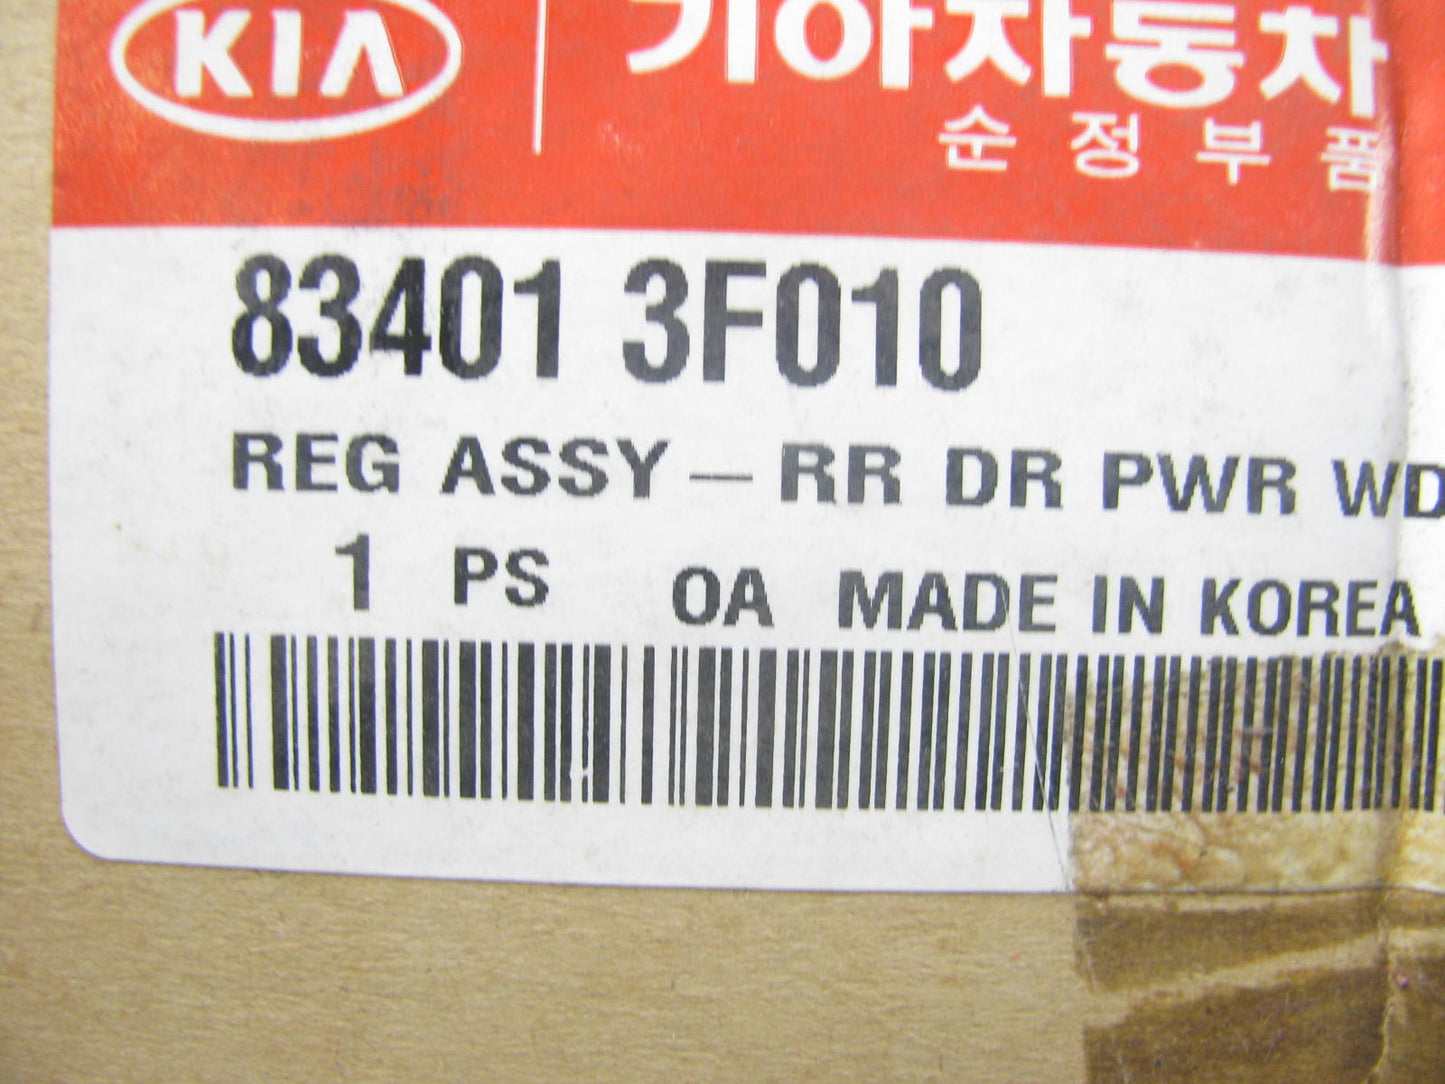 KIA 기아자동차
순정부품
83401 3F010
REG ASSY - RR DR PWR WD
1 PS OA MADE IN KOREA